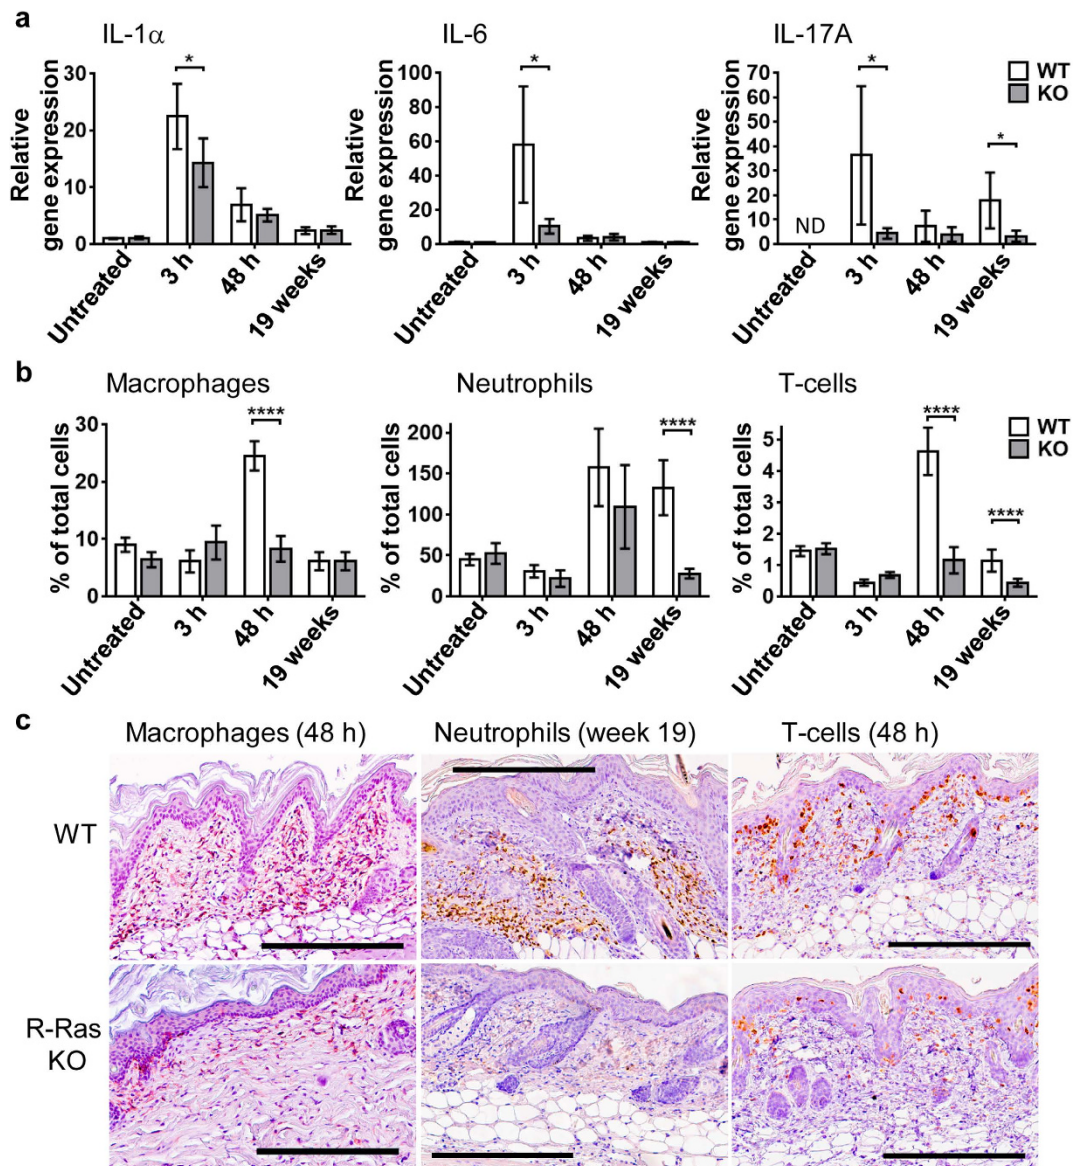 a
IL-1α
IL-6
IL-17A
Relative
gene expression
30
20
10
0
*
Untreated
3 h
48 h
19 weeks
Relative
gene expression
100
80
60
40
20
0
*
Untreated
3 h
48 h
19 weeks
Relative
gene expression
70
60
50
40
30
20
10
0
ND
*
*
Untreated
3 h
48 h
19 weeks
WT
KO
b
Macrophages
Neutrophils
T-cells
% of total cells
30
20
10
0
****
Untreated
3 h
48 h
19 weeks
% of total cells
200
150
100
50
0
****
Untreated
3 h
48 h
19 weeks
% of total cells
5
4
3
2
1
0
****
****
Untreated
3 h
48 h
19 weeks
WT
KO
c
Macrophages (48 h)
Neutrophils (week 19)
T-cells (48 h)
WT
R-Ras
KO